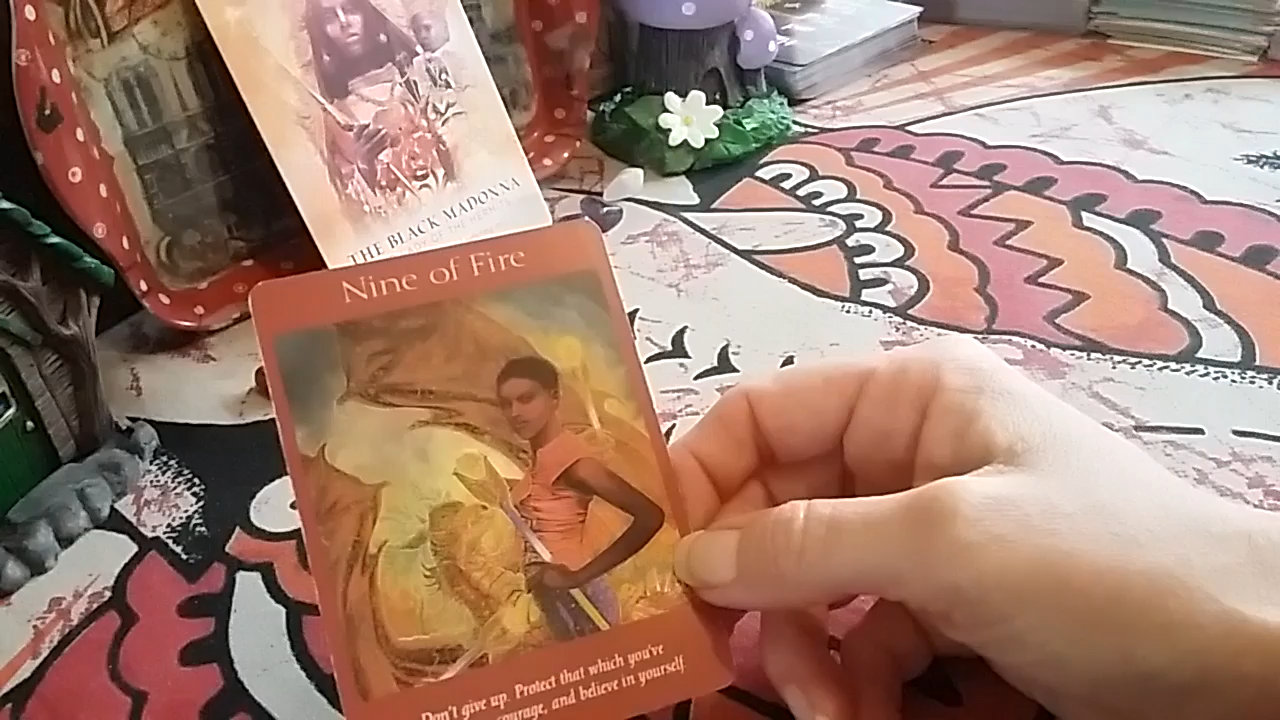 THE BLACK MADONNA
Nine of Fire
Don't give up. Protect that which you've
courage, and believe in yourself.